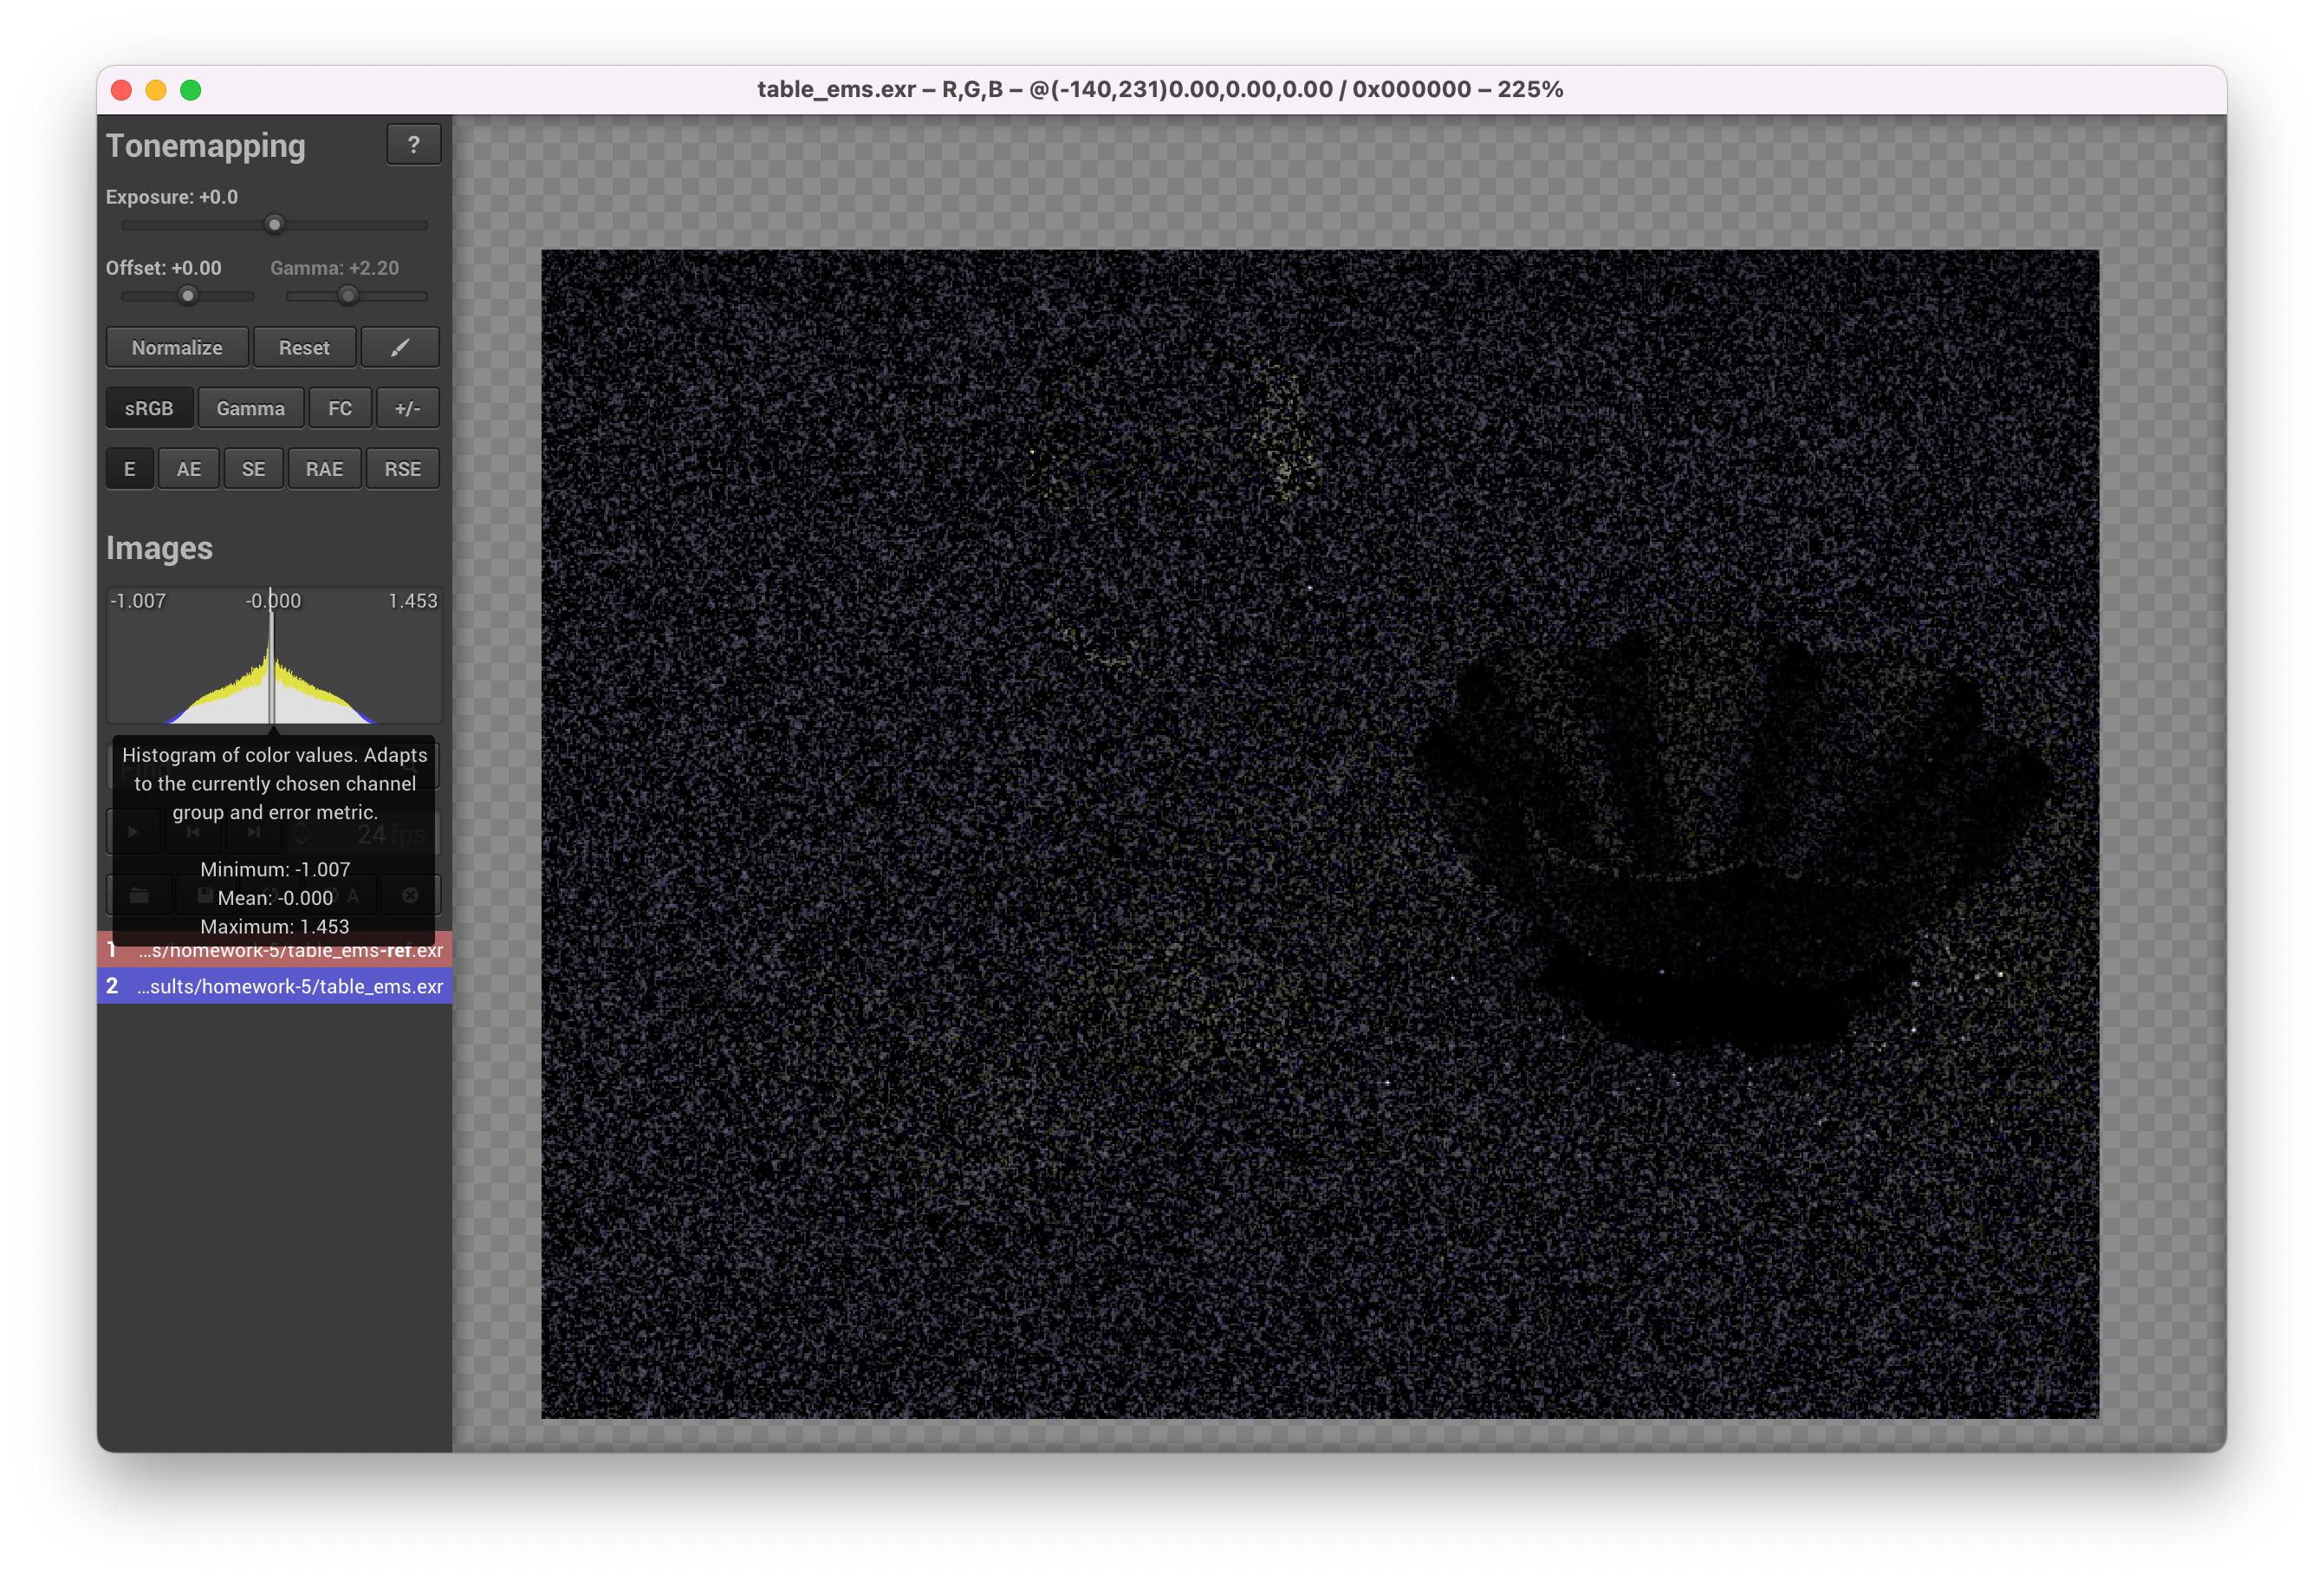 table_ems.exr – R,G,B – @(-140,231)0.00,0.00,0.00 / 0x000000 – 225%
Tonemapping
?
Exposure: +0.0
Offset: +0.00 Gamma: +2.20
Normalize Reset
sRGB Gamma FC +/-
E AE SE RAE RSE
Images
-1.007 -0.000 1.453
Histogram of color values. Adapts
to the currently chosen channel
group and error metric.
24 fps
Minimum: -1.007
Mean: -0.000
A
Maximum: 1.453
1 ...s/homework-5/table_ems-ref.exr
2 ...sults/homework-5/table_ems.exr